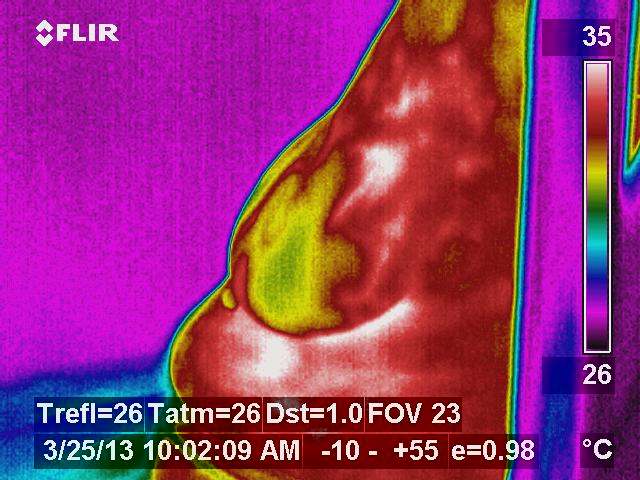 FLIR
35
26
Trefl=26 Tatm=26 Dst=1.0 FOV 23
3/25/13 10:02:09 AM -10 - +55 e=0.98 °C